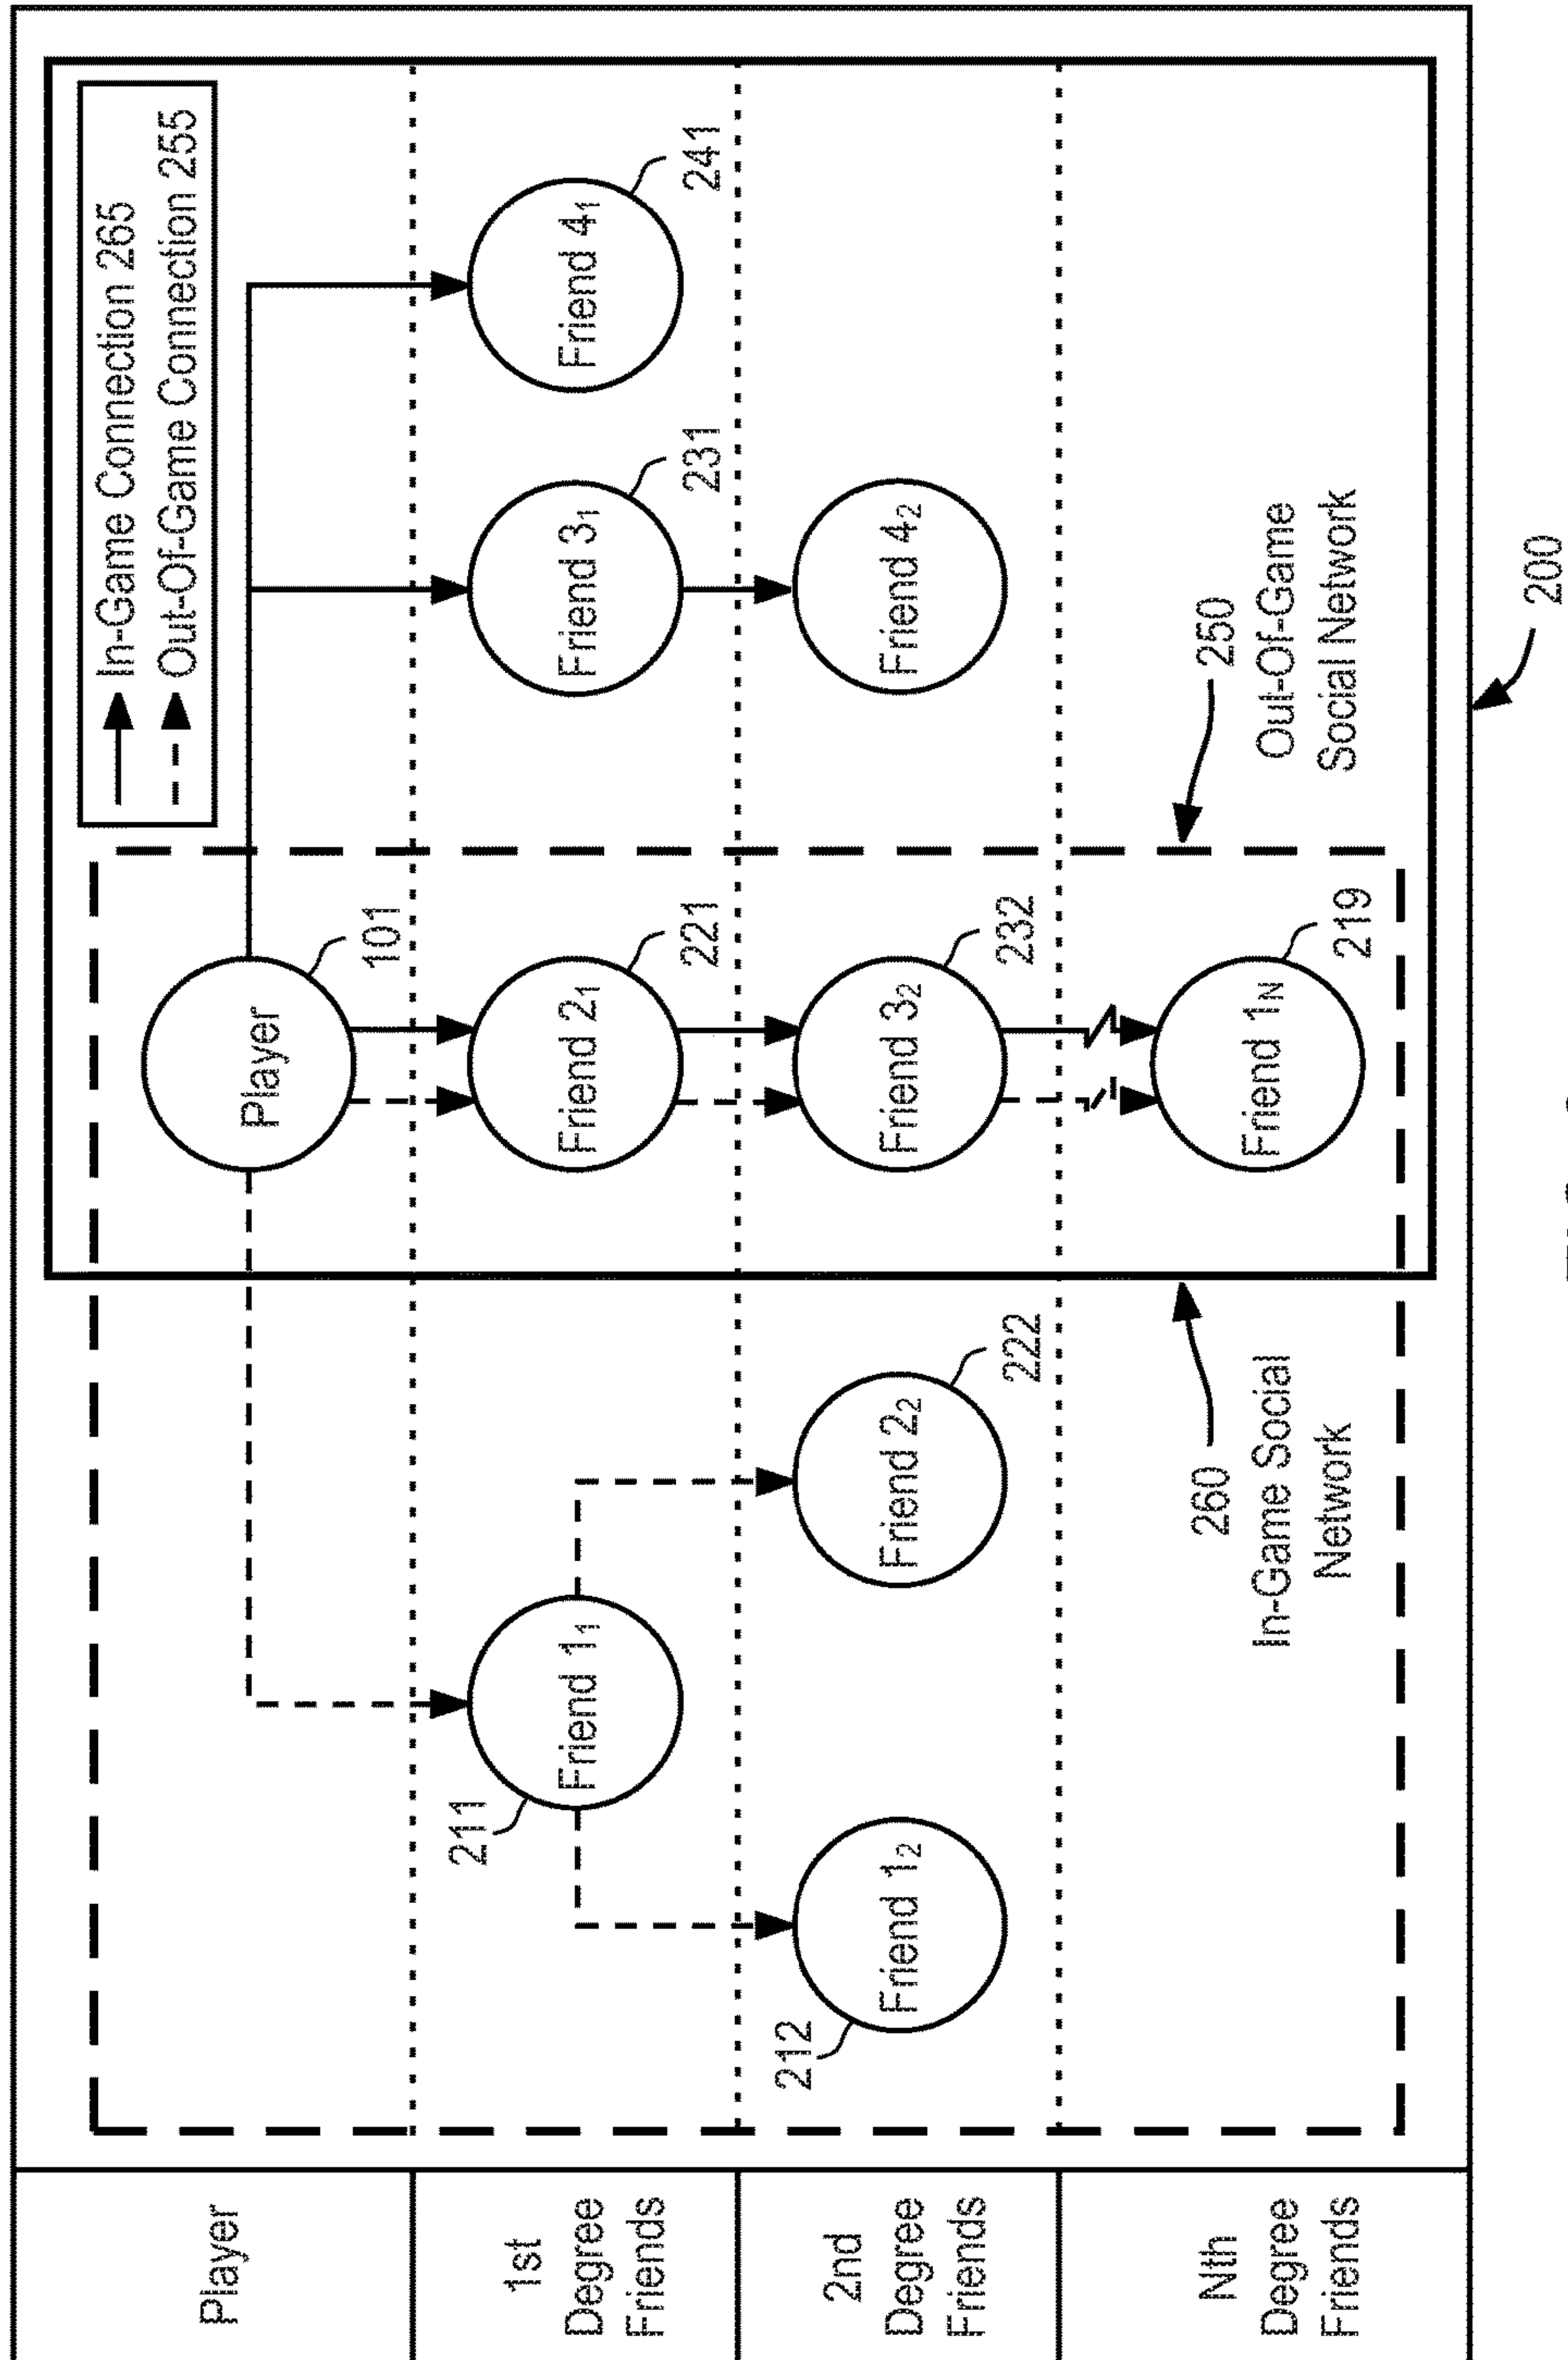 Player
1st
Degree
Friends
2nd
Degree
Friends
Nth
Degree
Friends
In-Game Connection 265
Out-Of-Game Connection 255
Player
101
211
Friend 1₁
Friend 2₁
221
Friend 3₁
231
Friend 4₁
241
212
Friend 1₂
Friend 2₂
222
Friend 3₂
232
Friend 4₂
260
In-Game Social
Network
Friend 1N
219
250
Out-Of-Game
Social Network
200